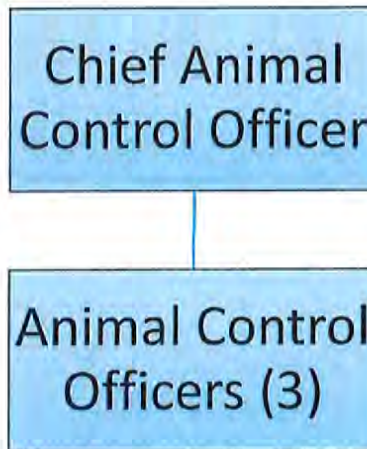 Chief Animal
Control Officer
Animal Control
Officers (3)